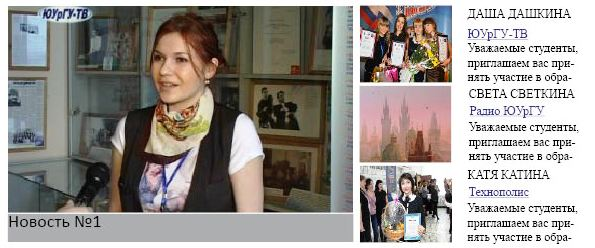 ЮУрГУ-ТВ
Новость №1
ДАША ДАШКИНА
ЮУрГУ-ТВ
Уважаемые студенты,
приглашаем вас при-
нять участие в обра-
СВЕТА СВЕТКИНА
Радио ЮУрГУ
Уважаемые студенты,
приглашаем вас при-
нять участие в обра-
КАТЯ КАТИНА
Технополис
Уважаемые студенты,
приглашаем вас при-
нять участие в обра-